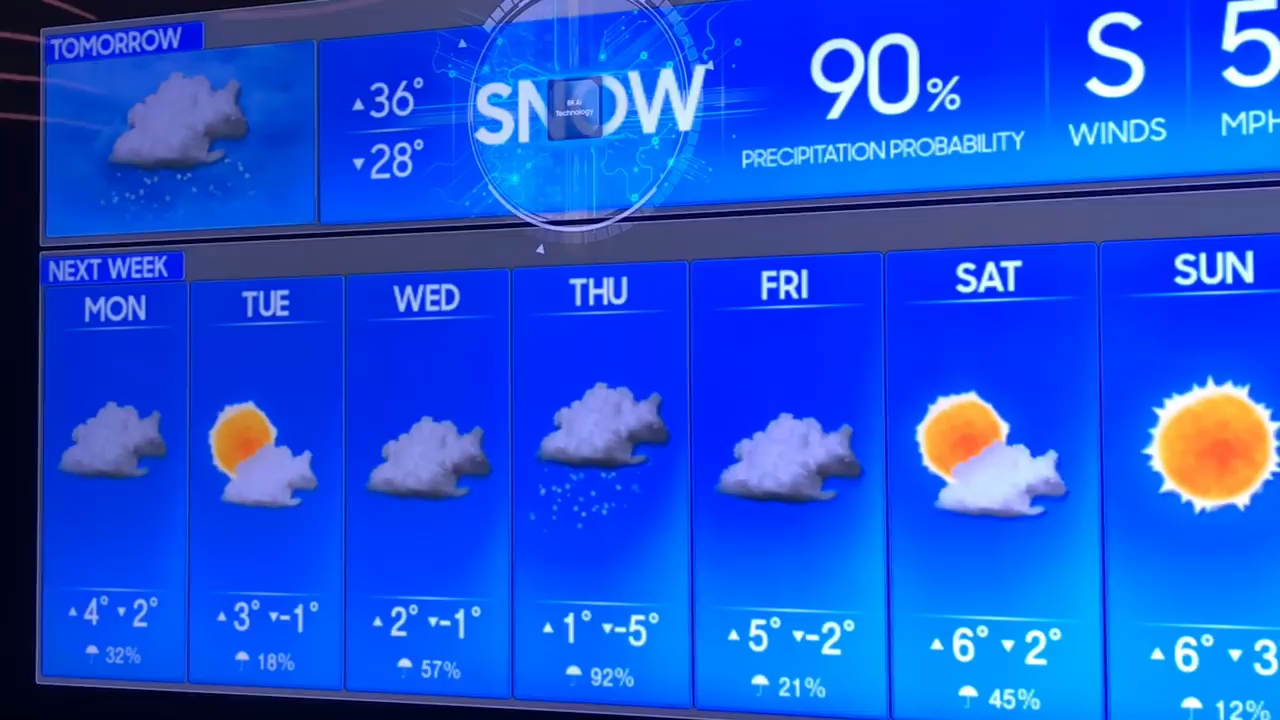 TOMORROW
▲36°
▼28°
SNOW
8K AI
Technology
90%
PRECIPITATION PROBABILITY
S
WINDS
5
MPH
NEXT WEEK
MON TUE WED THU FRI SAT SUN
▲4° ▼2° ▲3° ▼-1° ▲2° ▼-1° ▲1° ▼-5° ▲5° ▼-2° ▲6° ▼2° ▲6° ▼3
32% 18% 57% 92% 21% 45% 12%